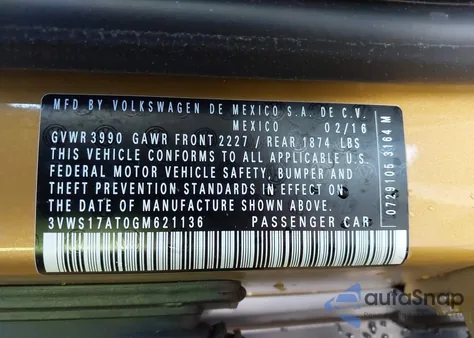 MFD BY VOLKSWAGEN DE MEXICO S.A. DE C.V.
MEXICO 02/16
GVWR 3990 GAWR FRONT 2227 / REAR 1874 LBS
THIS VEHICLE CONFORMS TO ALL APPLICABLE U.S.
FEDERAL MOTOR VEHICLE SAFETY, BUMPER AND
THEFT PREVENTION STANDARDS IN EFFECT ON
THE DATE OF MANUFACTURE SHOWN ABOVE.
3VWS17AT0GM621136 PASSENGER CAR
0729105 3164 M
autoSnap